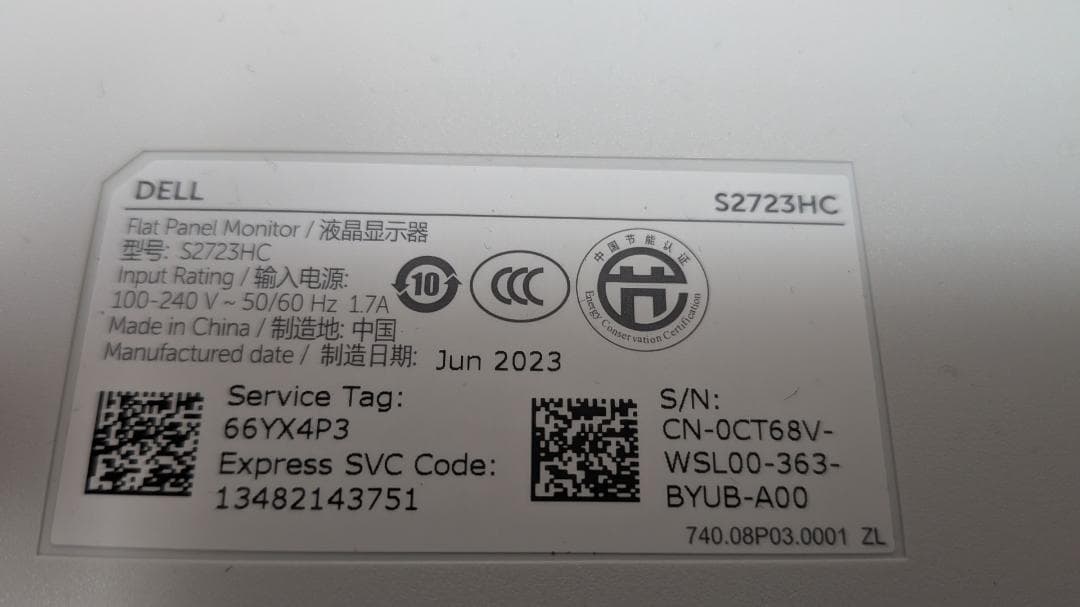 DELL
S2723HC
Flat Panel Monitor / 液晶显示器
型号: S2723HC
Input Rating / 输入电源:
100-240 V ~ 50/60 Hz 1.7A
Made in China / 制造地: 中国
Manufactured date / 制造日期: Jun 2023
10
CCC
中国节能认证
Energy Conservation Certification
Service Tag:
66YX4P3
Express SVC Code:
13482143751
S/N:
CN-0CT68V-
WSL00-363-
BYUB-A00
740.08P03.0001 ZL